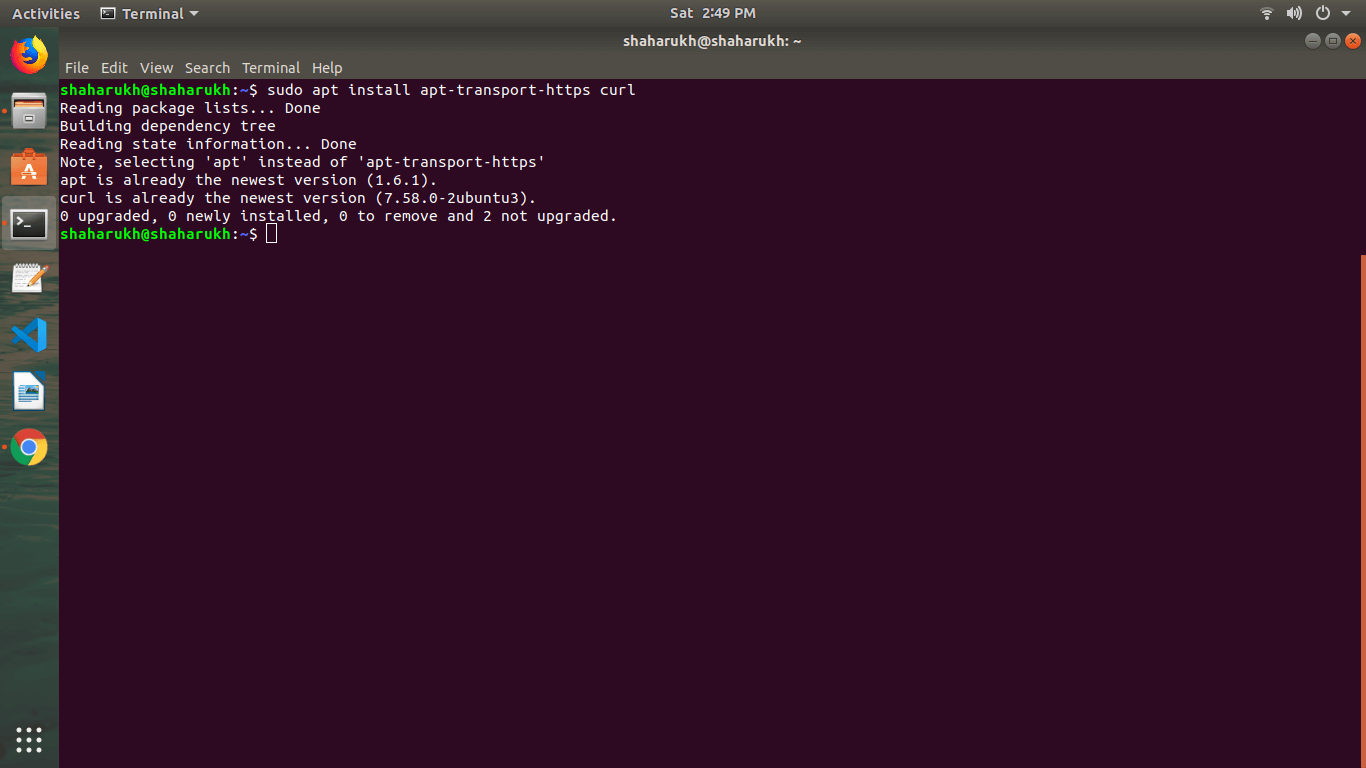 Activities Terminal Sat 2:49 PM
shaharukh@shaharukh: ~
File Edit View Search Terminal Help
shaharukh@shaharukh:~$ sudo apt install apt-transport-https curl
Reading package lists... Done
Building dependency tree
Reading state information... Done
Note, selecting 'apt' instead of 'apt-transport-https'
apt is already the newest version (1.6.1).
curl is already the newest version (7.58.0-2ubuntu3).
0 upgraded, 0 newly installed, 0 to remove and 2 not upgraded.
shaharukh@shaharukh:~$